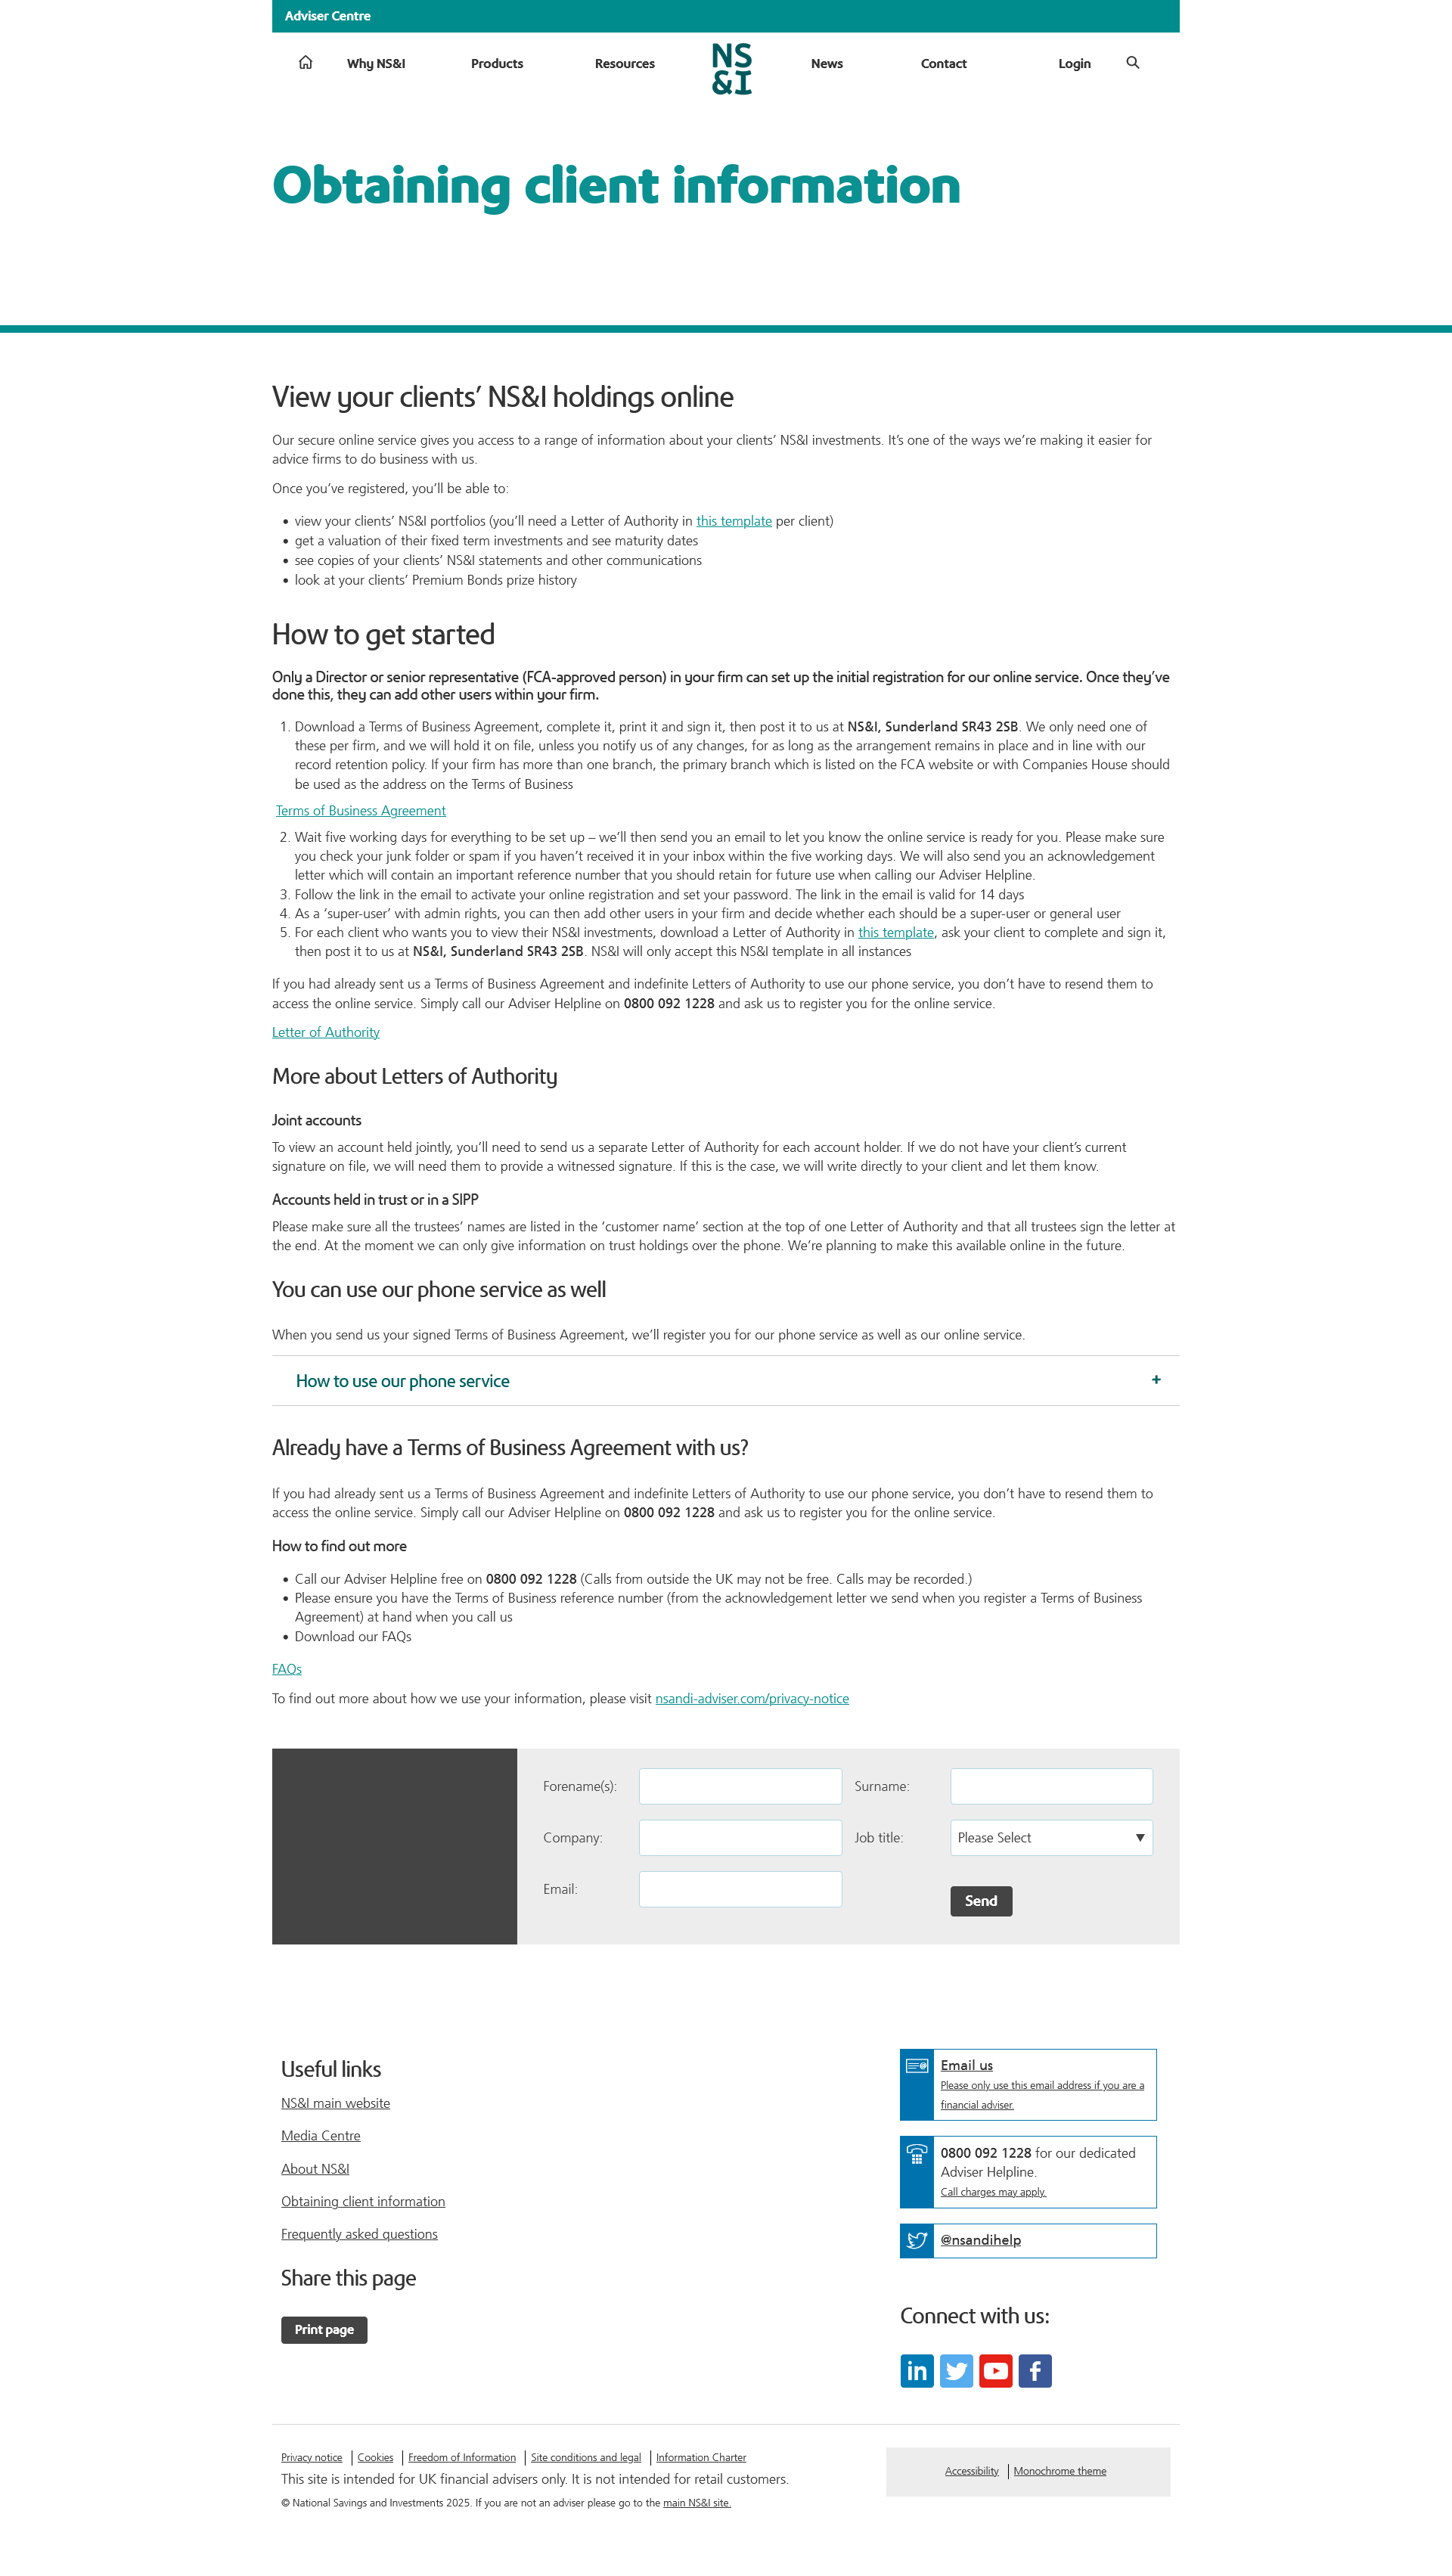 Adviser Centre
Why NS&I
Products
Resources
NS
&I
News
Contact
Login
Obtaining client information
View your clients’ NS&I holdings online
Our secure online service gives you access to a range of information about your clients’ NS&I investments. It’s one of the ways we’re making it easier for
advice firms to do business with us.
Once you’ve registered, you’ll be able to:
• view your clients’ NS&I portfolios (you’ll need a Letter of Authority in this template per client)
• get a valuation of their fixed term investments and see maturity dates
• see copies of your clients’ NS&I statements and other communications
• look at your clients’ Premium Bonds prize history
How to get started
Only a Director or senior representative (FCA-approved person) in your firm can set up the initial registration for our online service. Once they’ve
done this, they can add other users within your firm.
1. Download a Terms of Business Agreement, complete it, print it and sign it, then post it to us at NS&I, Sunderland SR43 2SB. We only need one of
these per firm, and we will hold it on file, unless you notify us of any changes, for as long as the arrangement remains in place and in line with our
record retention policy. If your firm has more than one branch, the primary branch which is listed on the FCA website or with Companies House should
be used as the address on the Terms of Business
Terms of Business Agreement
2. Wait five working days for everything to be set up – we’ll then send you an email to let you know the online service is ready for you. Please make sure
you check your junk folder or spam if you haven’t received it in your inbox within the five working days. We will also send you an acknowledgement
letter which will contain an important reference number that you should retain for future use when calling our Adviser Helpline.
3. Follow the link in the email to activate your online registration and set your password. The link in the email is valid for 14 days
4. As a ‘super-user’ with admin rights, you can then add other users in your firm and decide whether each should be a super-user or general user
5. For each client who wants you to view their NS&I investments, download a Letter of Authority in this template, ask your client to complete and sign it,
then post it to us at NS&I, Sunderland SR43 2SB. NS&I will only accept this NS&I template in all instances
If you had already sent us a Terms of Business Agreement and indefinite Letters of Authority to use our phone service, you don’t have to resend them to
access the online service. Simply call our Adviser Helpline on 0800 092 1228 and ask us to register you for the online service.
Letter of Authority
More about Letters of Authority
Joint accounts
To view an account held jointly, you’ll need to send us a separate Letter of Authority for each account holder. If we do not have your client’s current
signature on file, we will need them to provide a witnessed signature. If this is the case, we will write directly to your client and let them know.
Accounts held in trust or in a SIPP
Please make sure all the trustees’ names are listed in the ‘customer name’ section at the top of one Letter of Authority and that all trustees sign the letter at
the end. At the moment we can only give information on trust holdings over the phone. We’re planning to make this available online in the future.
You can use our phone service as well
When you send us your signed Terms of Business Agreement, we’ll register you for our phone service as well as our online service.
How to use our phone service +
Already have a Terms of Business Agreement with us?
If you had already sent us a Terms of Business Agreement and indefinite Letters of Authority to use our phone service, you don’t have to resend them to
access the online service. Simply call our Adviser Helpline on 0800 092 1228 and ask us to register you for the online service.
How to find out more
• Call our Adviser Helpline free on 0800 092 1228 (Calls from outside the UK may not be free. Calls may be recorded.)
• Please ensure you have the Terms of Business reference number (from the acknowledgement letter we send when you register a Terms of Business
Agreement) at hand when you call us
• Download our FAQs
FAQs
To find out more about how we use your information, please visit nsandi-adviser.com/privacy-notice
Forename(s):
Surname:
Company:
Job title:
Please Select
Email:
Send
Useful links
NS&I main website
Media Centre
About NS&I
Obtaining client information
Frequently asked questions
Share this page
Print page
Email us
Please only use this email address if you are a
financial adviser.
0800 092 1228 for our dedicated
Adviser Helpline.
Call charges may apply.
@nsandihelp
Connect with us:
in
f
Privacy notice | Cookies | Freedom of Information | Site conditions and legal | Information Charter
This site is intended for UK financial advisers only. It is not intended for retail customers.
© National Savings and Investments 2025. If you are not an adviser please go to the main NS&I site.
Accessibility | Monochrome theme